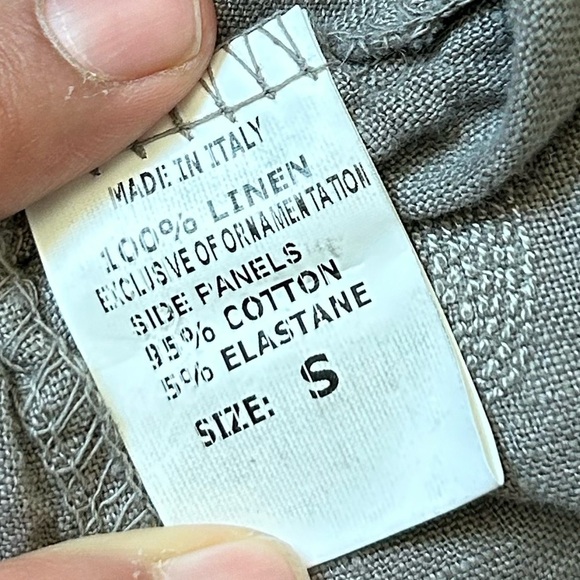 MADE IN ITALY
100% LINEN
EXCLUSIVE OF ORNAMENTATION
SIDE PANELS
95% COTTON
5% ELASTANE
SIZE: S